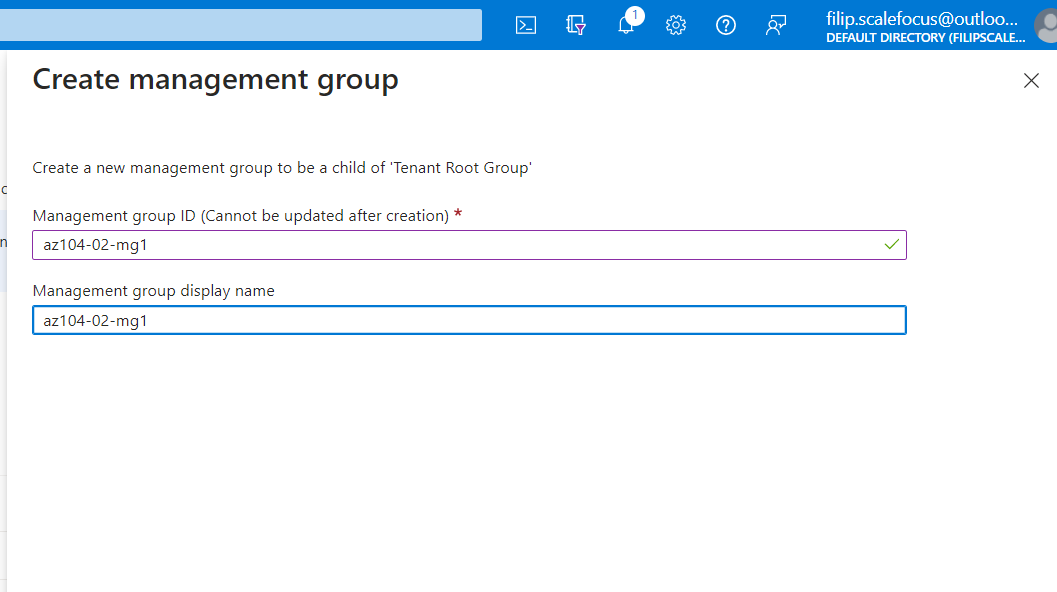 1
filip.scalefocus@outloo...
DEFAULT DIRECTORY (FILIPSCALE...
Create management group
Create a new management group to be a child of 'Tenant Root Group'
Management group ID (Cannot be updated after creation) *
az104-02-mg1
Management group display name
az104-02-mg1